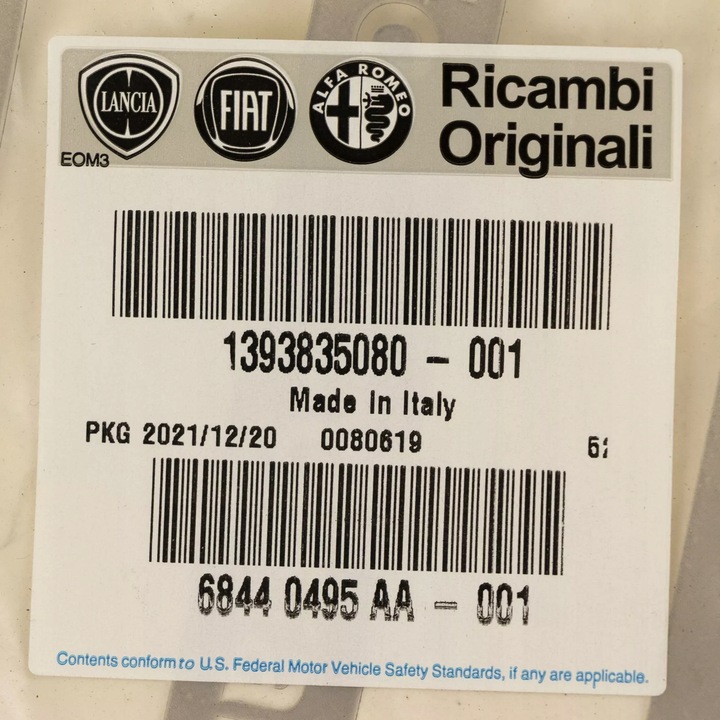 LANCIA FIAT ALFA ROMEO Ricambi
Originali
EOM3
1393835080 - 001
Made in Italy
PKG 2021/12/20 0080619
6844 0495 AA - 001
Contents conform to U.S. Federal Motor Vehicle Safety Standards, if any are applicable.